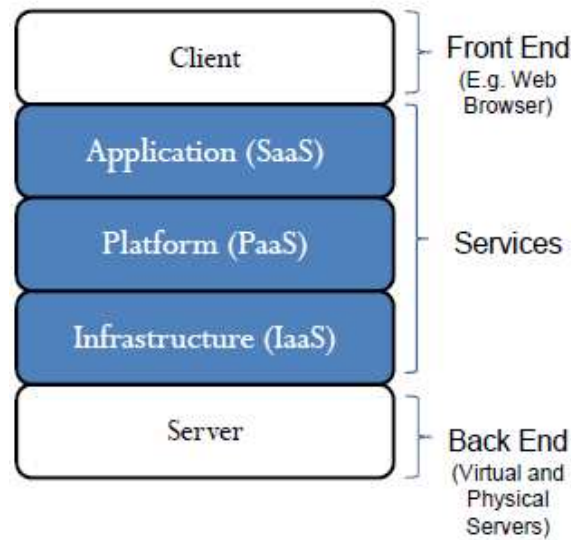 Client
Front End
(E.g. Web
Browser)
Application (SaaS)
Platform (PaaS)
Services
Infrastructure (IaaS)
Server
Back End
(Virtual and
Physical
Servers)